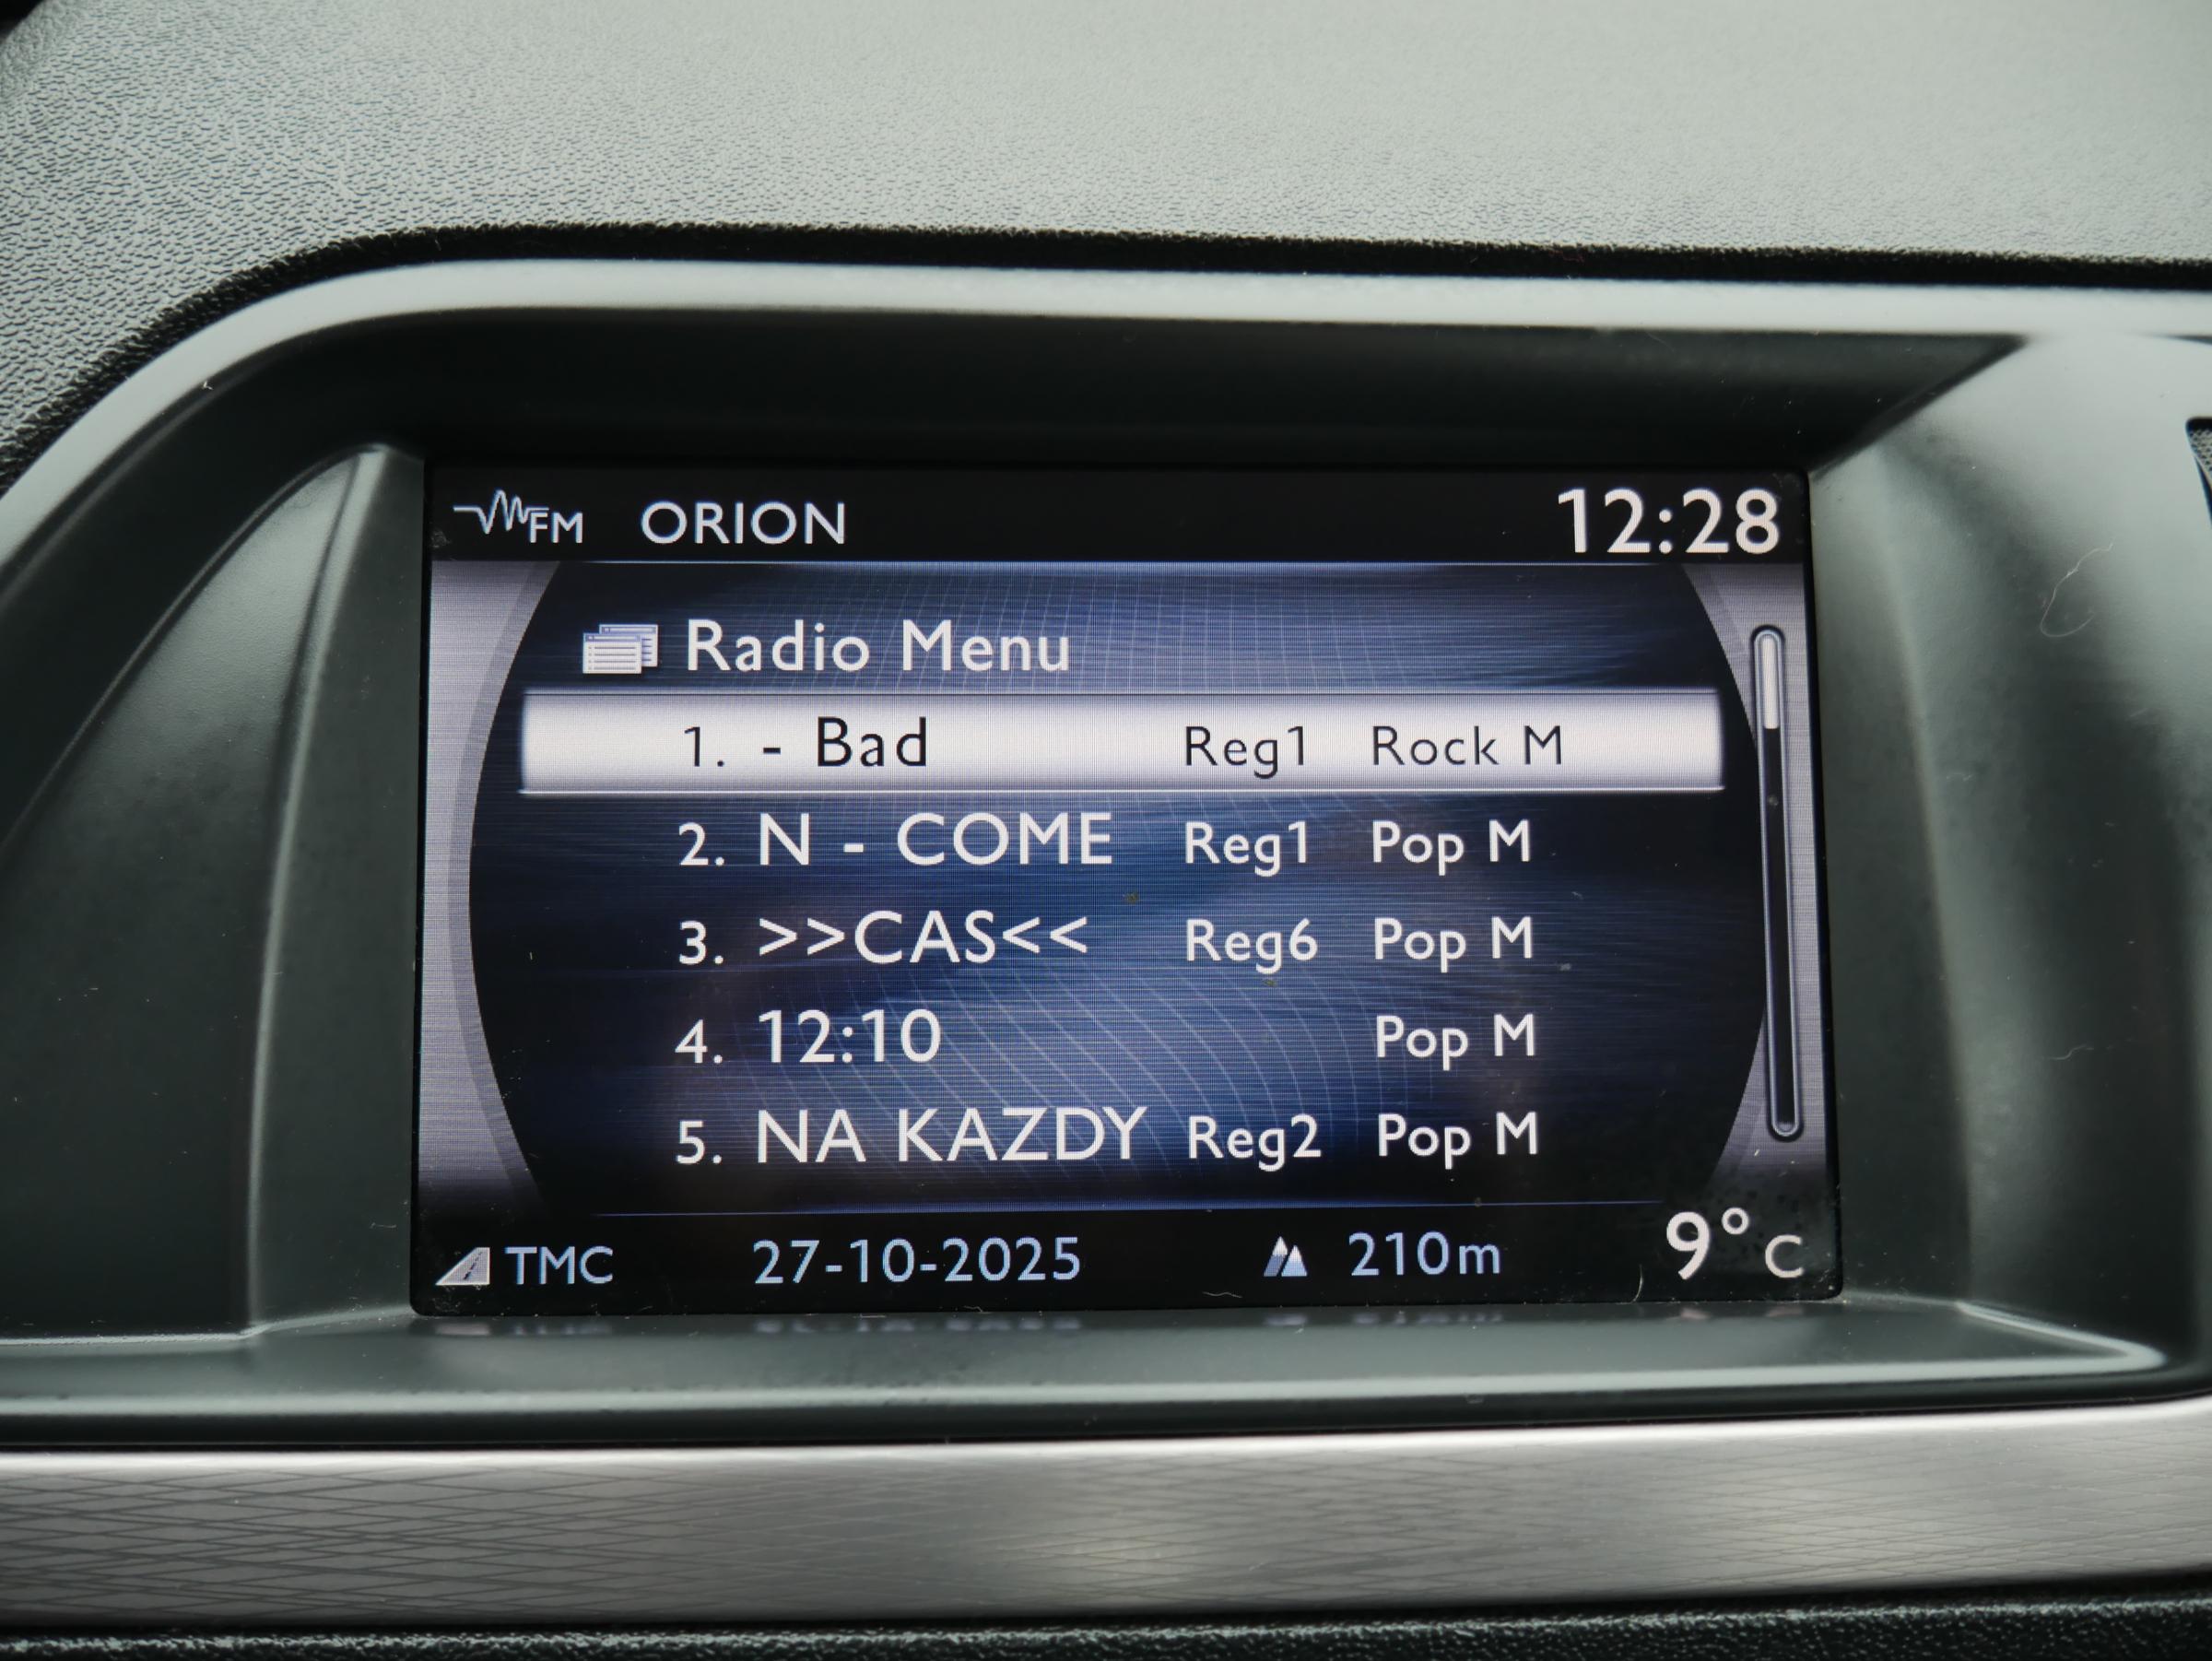 FM ORION 12:28
Radio Menu
1. - Bad Reg1 Rock M
2. N - COME Reg1 Pop M
3. >>CAS<< Reg6 Pop M
4. 12:10 Pop M
5. NA KAZDY Reg2 Pop M
TMC 27-10-2025 210m 9°C